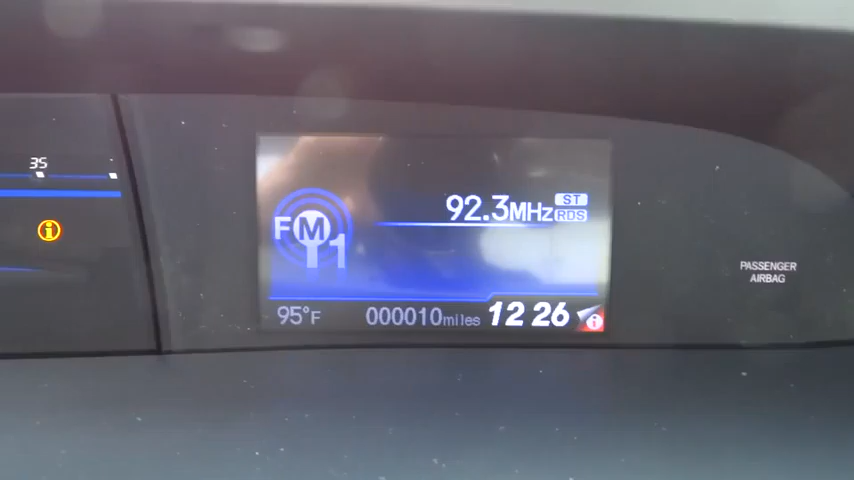 35
i
92.3MHz ST
RDS
FM1
PASSENGER
AIRBAG
95°F 000010miles 12 26 i